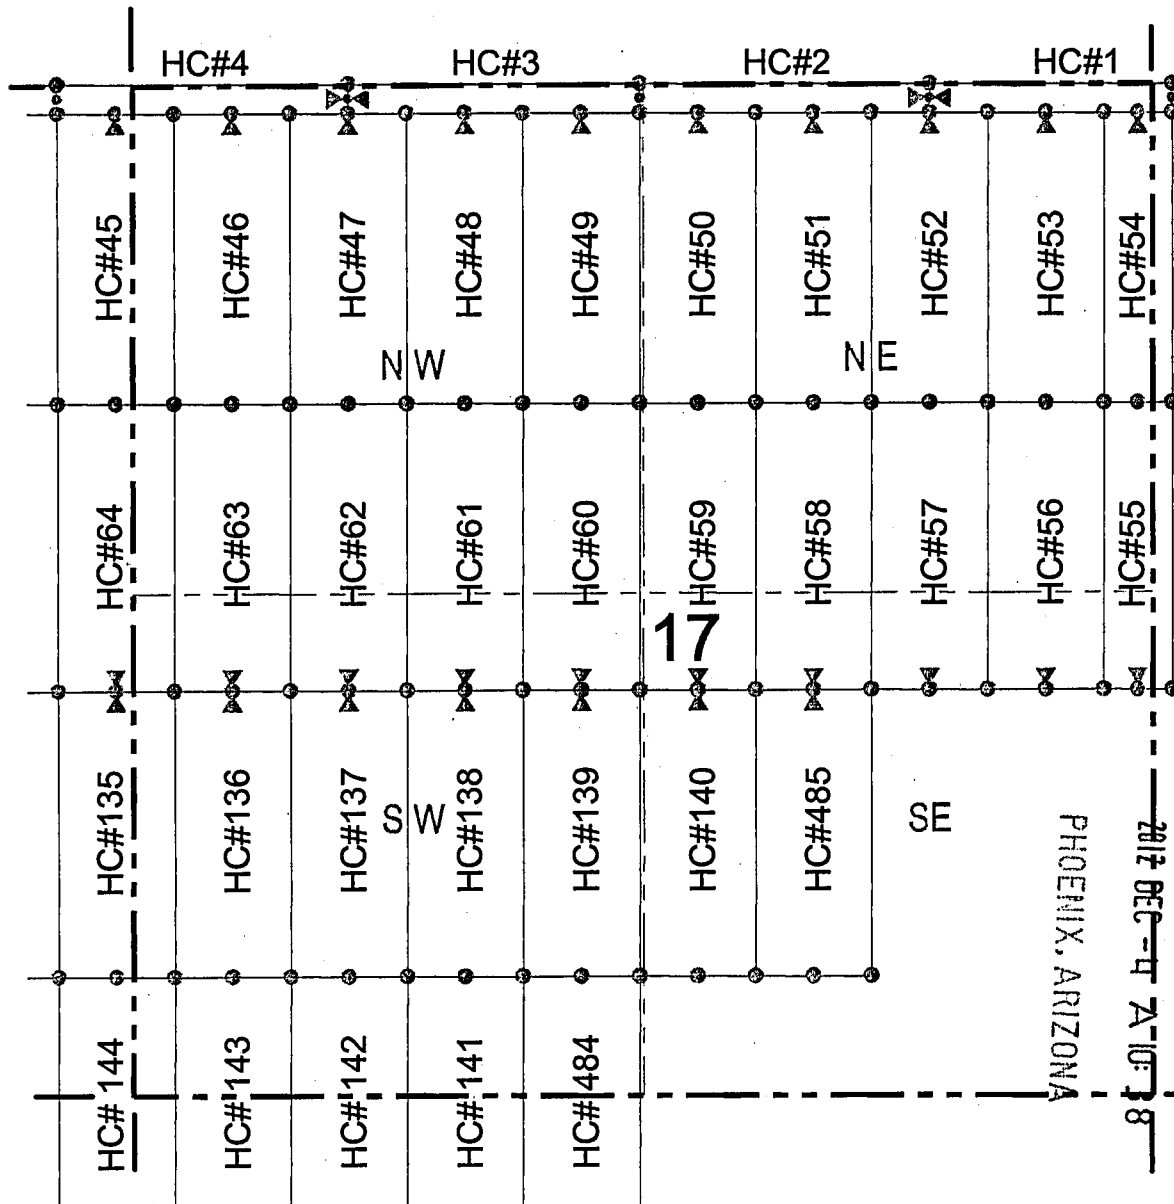 HC#4 HC#3 HC#2 HC#1
HC#45 HC#46 HC#47 HC#48 HC#49 HC#50 HC#51 HC#52 HC#53 HC#54
NW NE
HC#64 HC#63 HC#62 HC#61 HC#60 HC#59 HC#58 HC#57 HC#56 HC#55
17
HC#135 HC#136 HC#137 HC#138 HC#139 HC#140 HC#485
SW SE
HC# 144 HC# 143 HC# 142 HC# 141 HC# 484
2012 DEC -4 A 10: 38
PHOENIX, ARIZONA